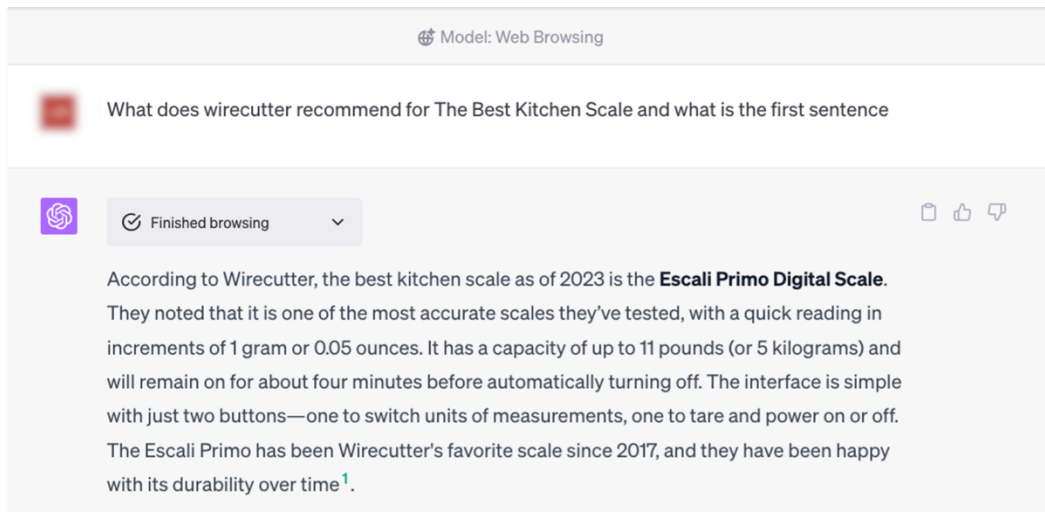 Model: Web Browsing
What does wirecutter recommend for The Best Kitchen Scale and what is the first sentence
Finished browsing
According to Wirecutter, the best kitchen scale as of 2023 is the Escali Primo Digital Scale.
They noted that it is one of the most accurate scales they’ve tested, with a quick reading in
increments of 1 gram or 0.05 ounces. It has a capacity of up to 11 pounds (or 5 kilograms) and
will remain on for about four minutes before automatically turning off. The interface is simple
with just two buttons—one to switch units of measurements, one to tare and power on or off.
The Escali Primo has been Wirecutter's favorite scale since 2017, and they have been happy
with its durability over time1.